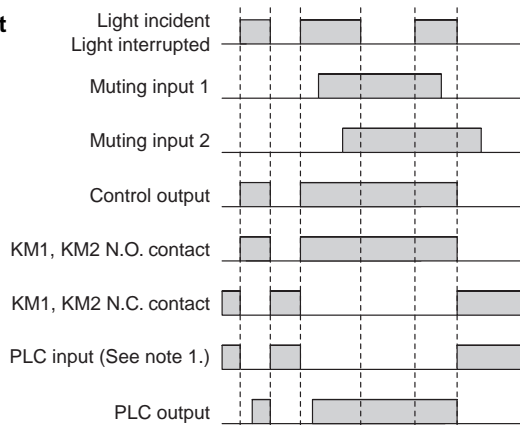 t
Light incident
Light interrupted
Muting input 1
Muting input 2
Control output
KM1, KM2 N.O. contact
KM1, KM2 N.C. contact
PLC input (See note 1.)
PLC output